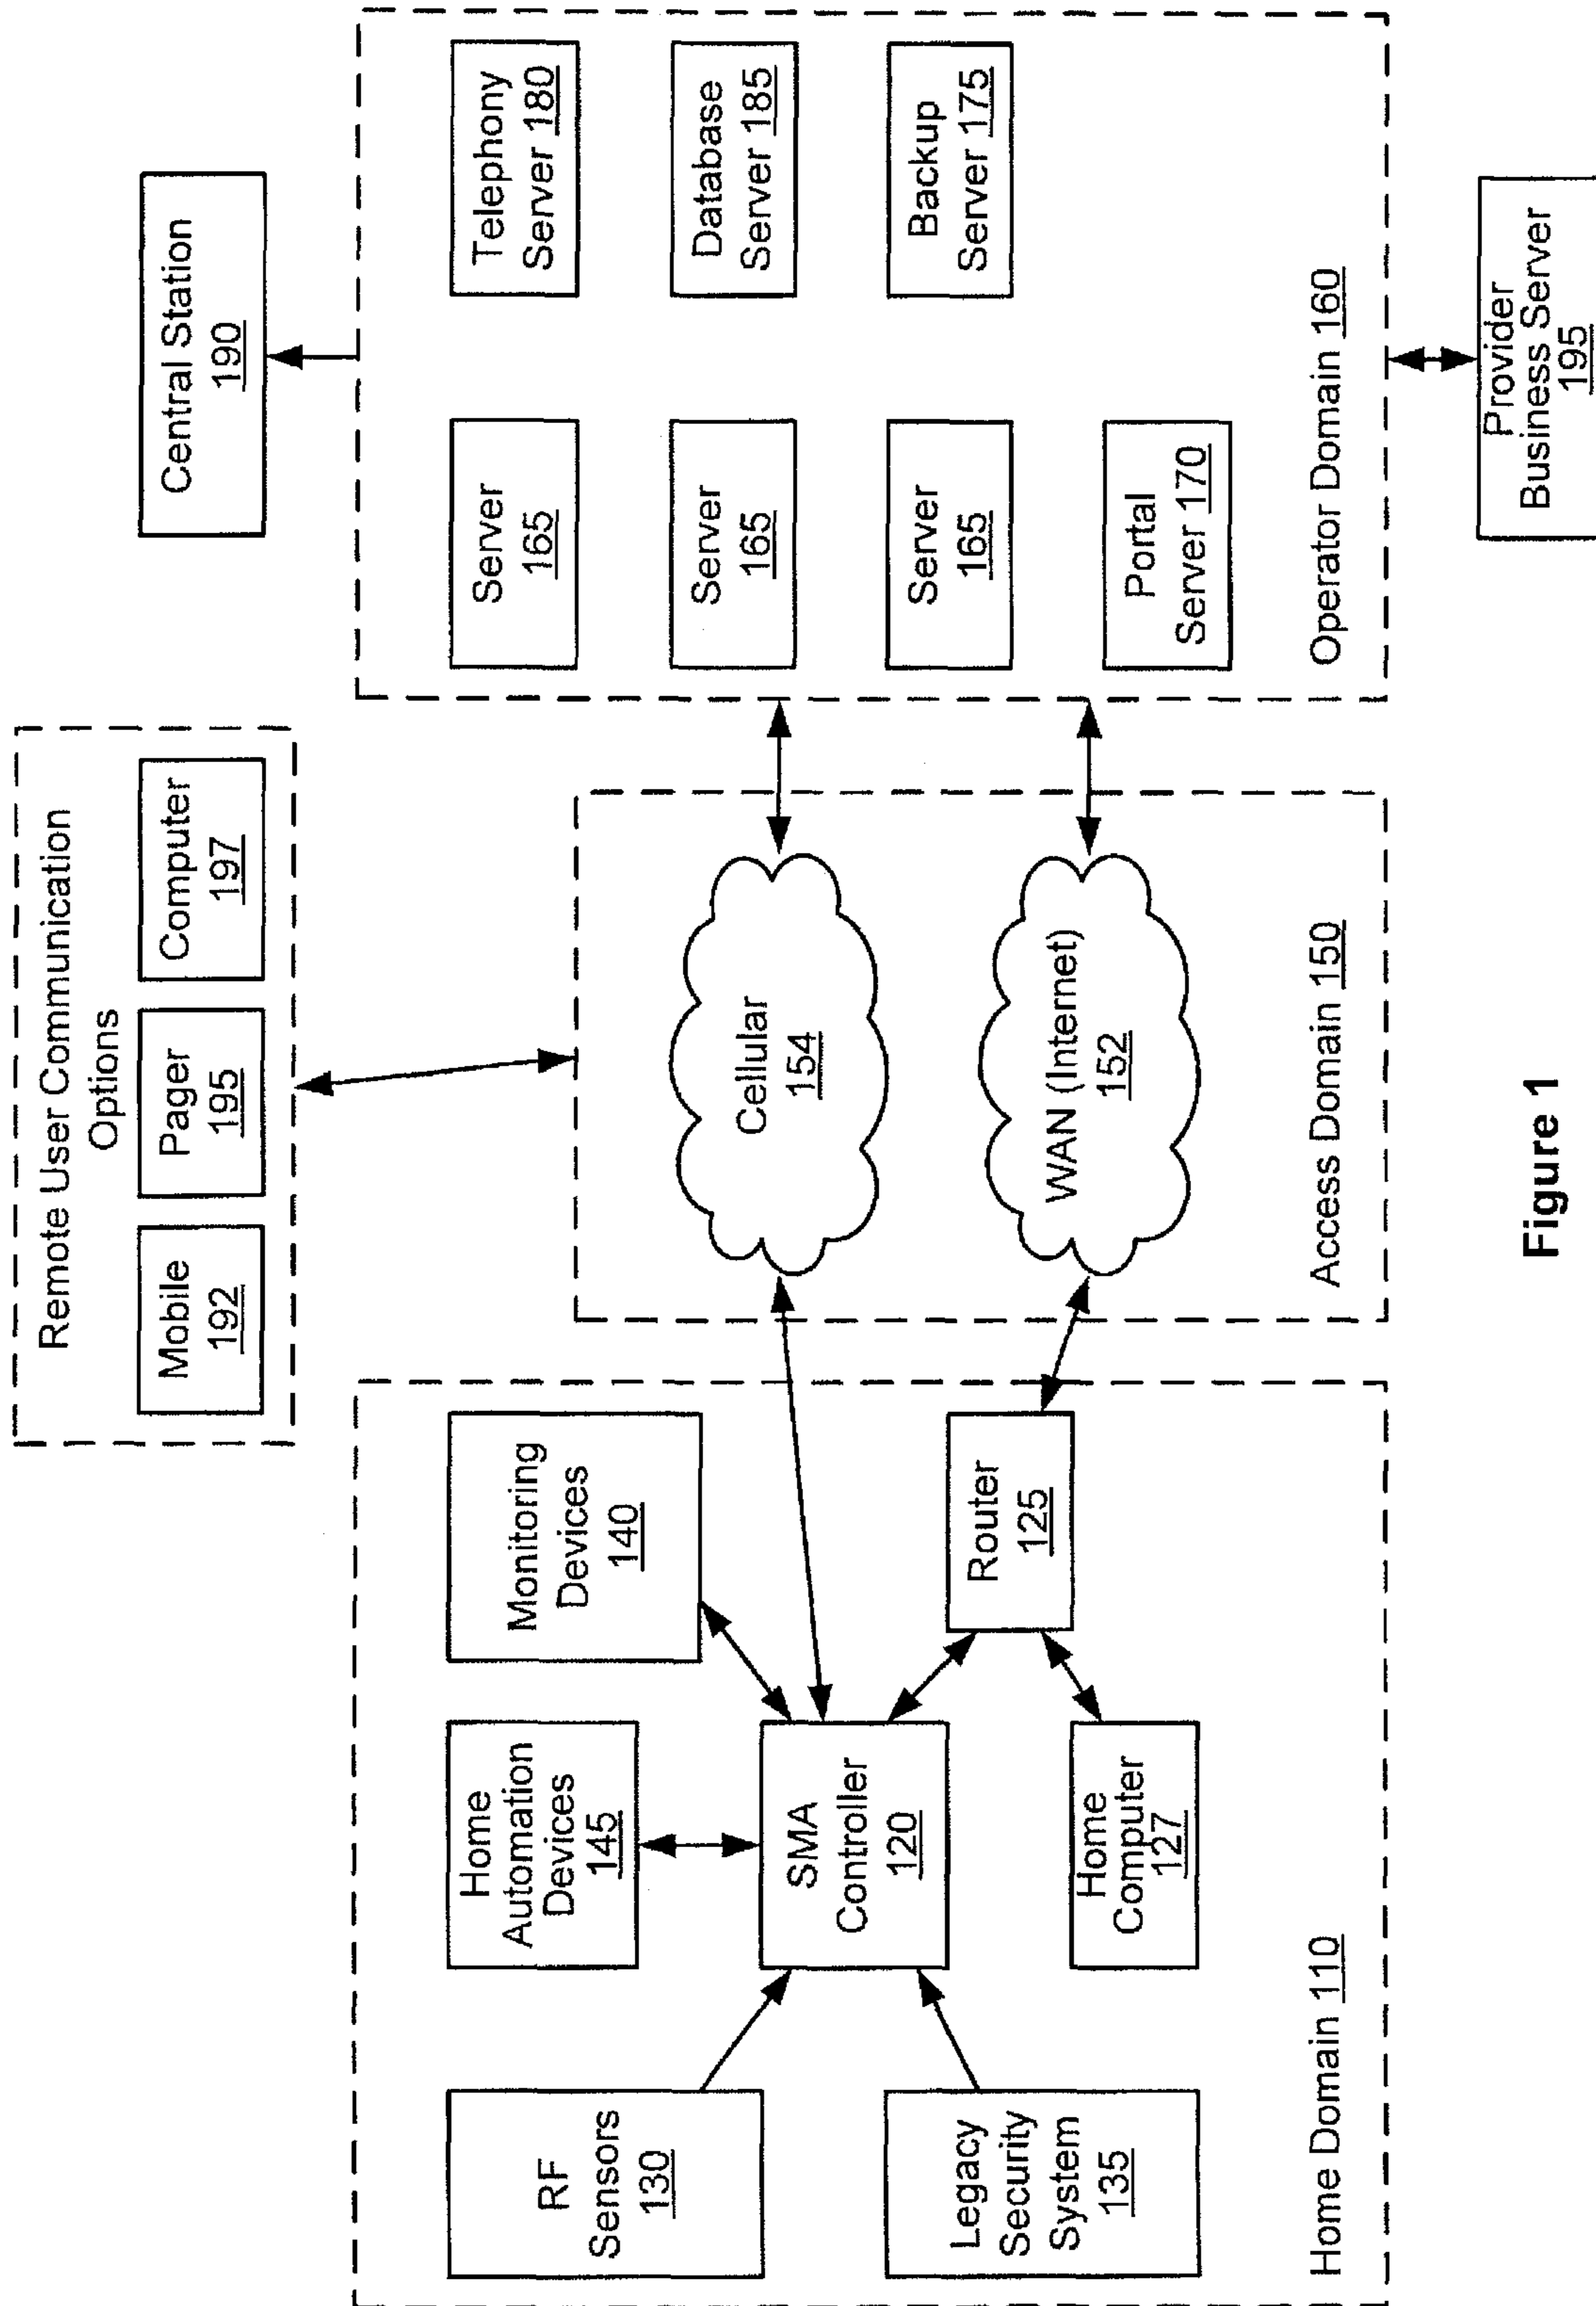 Remote User Communication
Options
Mobile
192
Pager
195
Computer
197
Central Station
190
RF
Sensors
130
Legacy
Security
System
135
Home
Automation
Devices
145
Monitoring
Devices
140
SMA
Controller
120
Router
125
Home
Computer
127
Home Domain 110
Cellular
154
WAN (Internet)
152
Access Domain 150
Server
165
Server
165
Server
165
Portal
Server 170
Telephony
Server 180
Database
Server 185
Backup
Server 175
Operator Domain 160
Provider
Business Server
195
Figure 1